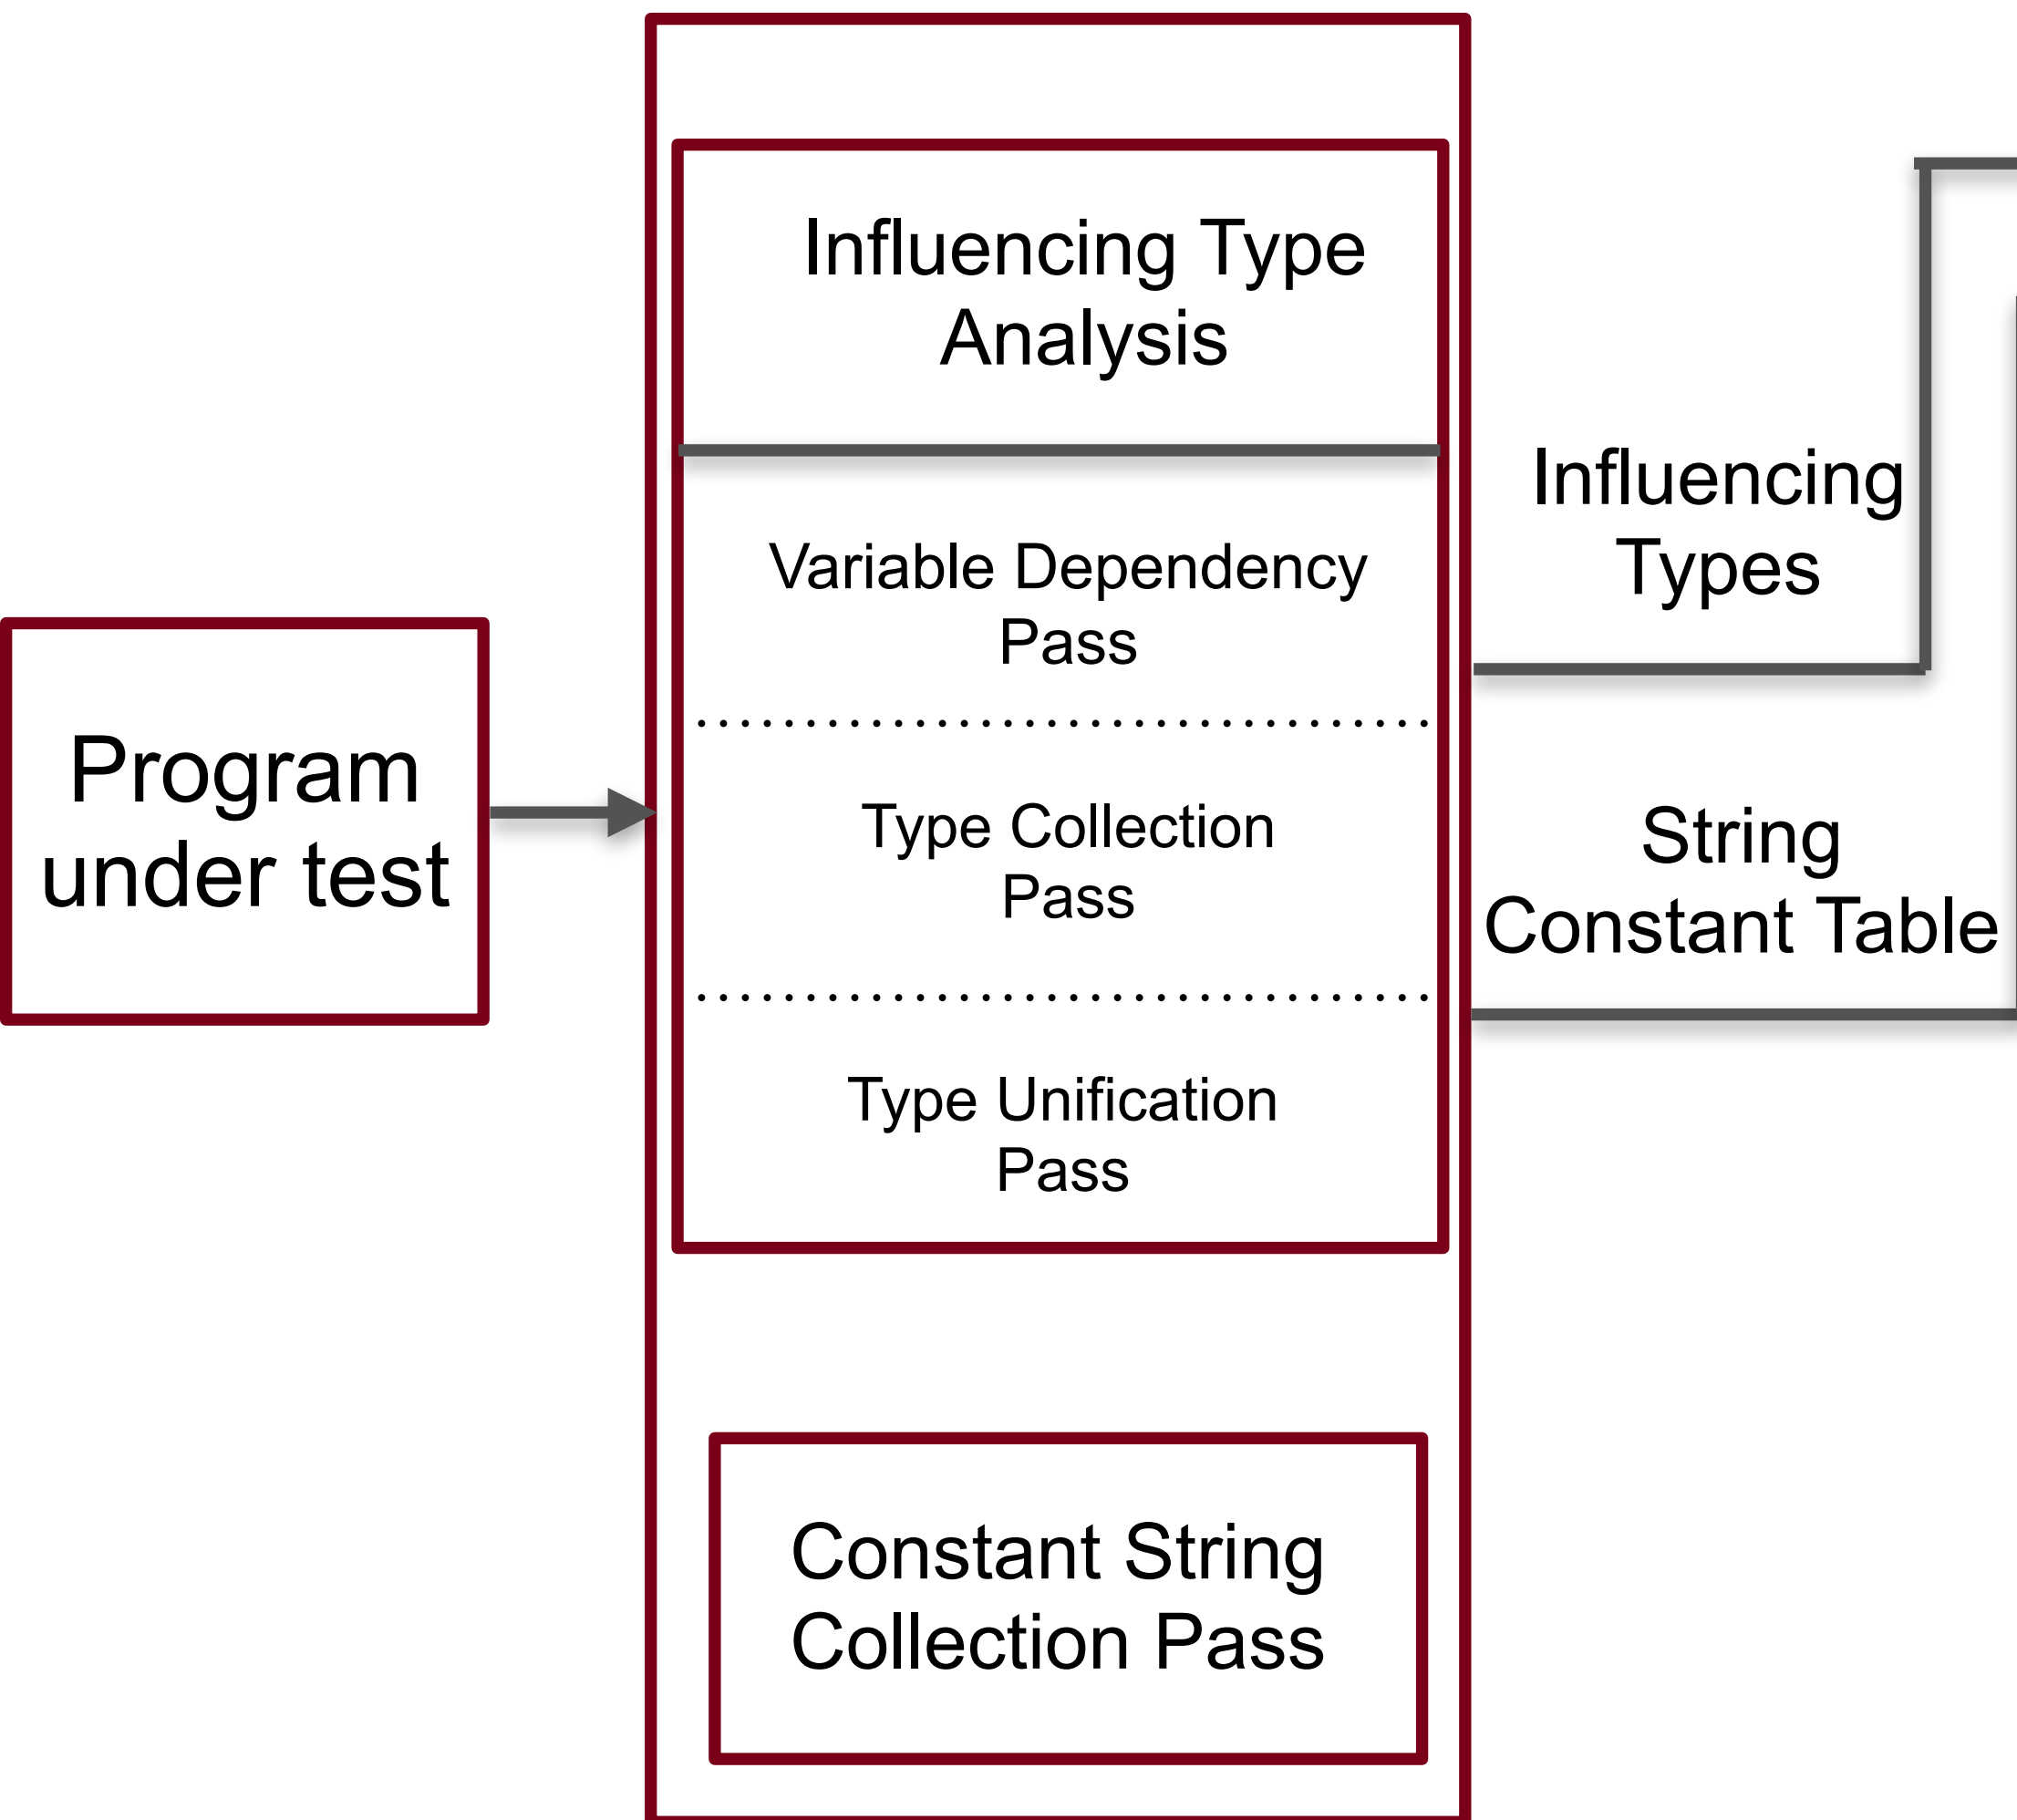 Program
under test
Influencing Type
Analysis
Variable Dependency
Pass
Type Collection
Pass
Type Unification
Pass
Constant String
Collection Pass
Influencing
Types
String
Constant Table